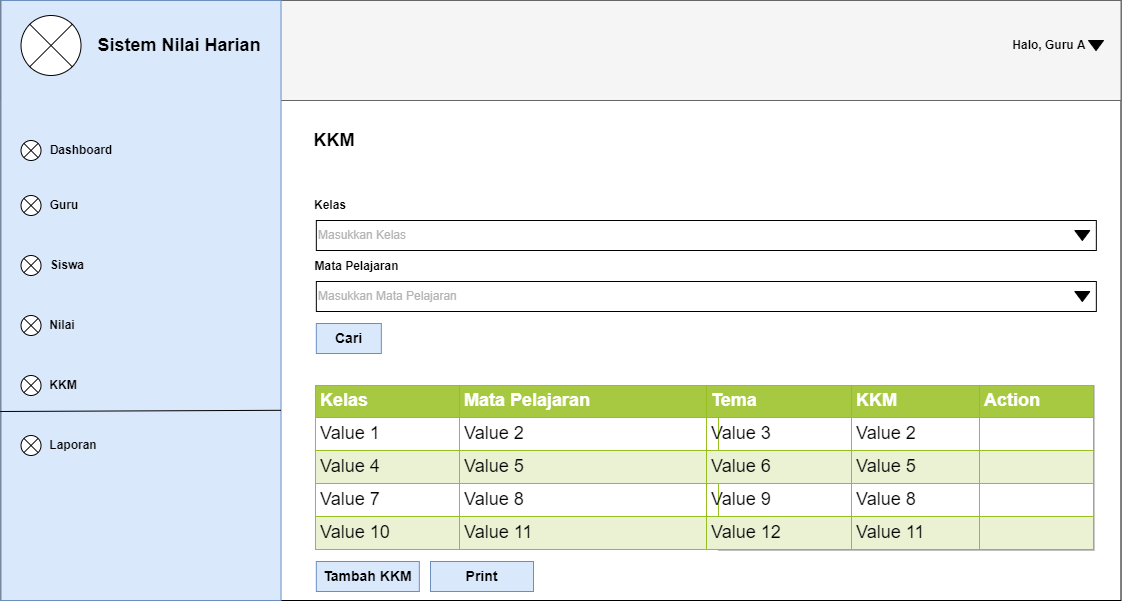 Sistem Nilai Harian
Halo, Guru A
Dashboard
Guru
Siswa
Nilai
KKM
Laporan
KKM
Kelas
Masukkan Kelas
Mata Pelajaran
Masukkan Mata Pelajaran
Cari
Kelas Mata Pelajaran Tema KKM Action
Value 1 Value 2 Value 3 Value 2
Value 4 Value 5 Value 6 Value 5
Value 7 Value 8 Value 9 Value 8
Value 10 Value 11 Value 12 Value 11
Tambah KKM Print